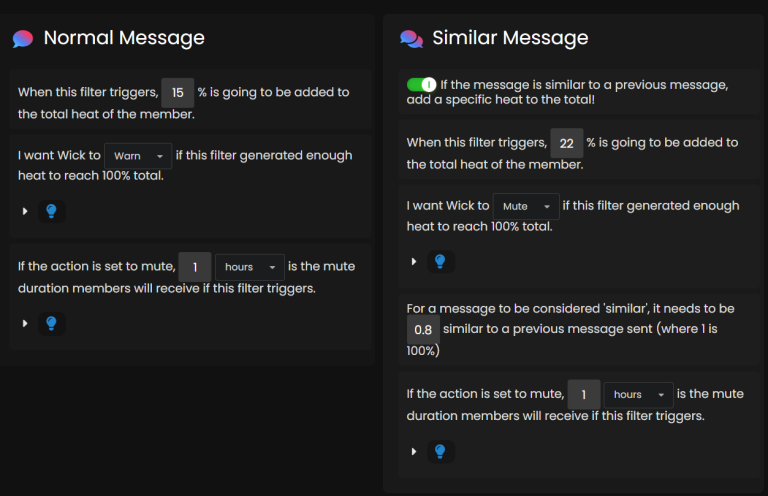 Normal Message
When this filter triggers, 15 % is going to be added to
the total heat of the member.
I want Wick to Warn if this filter generated enough
heat to reach 100% total.
If the action is set to mute, 1 hours is the mute
duration members will receive if this filter triggers.
Similar Message
If the message is similar to a previous message,
add a specific heat to the total!
When this filter triggers, 22 % is going to be added to
the total heat of the member.
I want Wick to Mute if this filter generated enough
heat to reach 100% total.
For a message to be considered 'similar', it needs to be
0.8 similar to a previous message sent (where 1 is
100%)
If the action is set to mute, 1 hours is the mute
duration members will receive if this filter triggers.